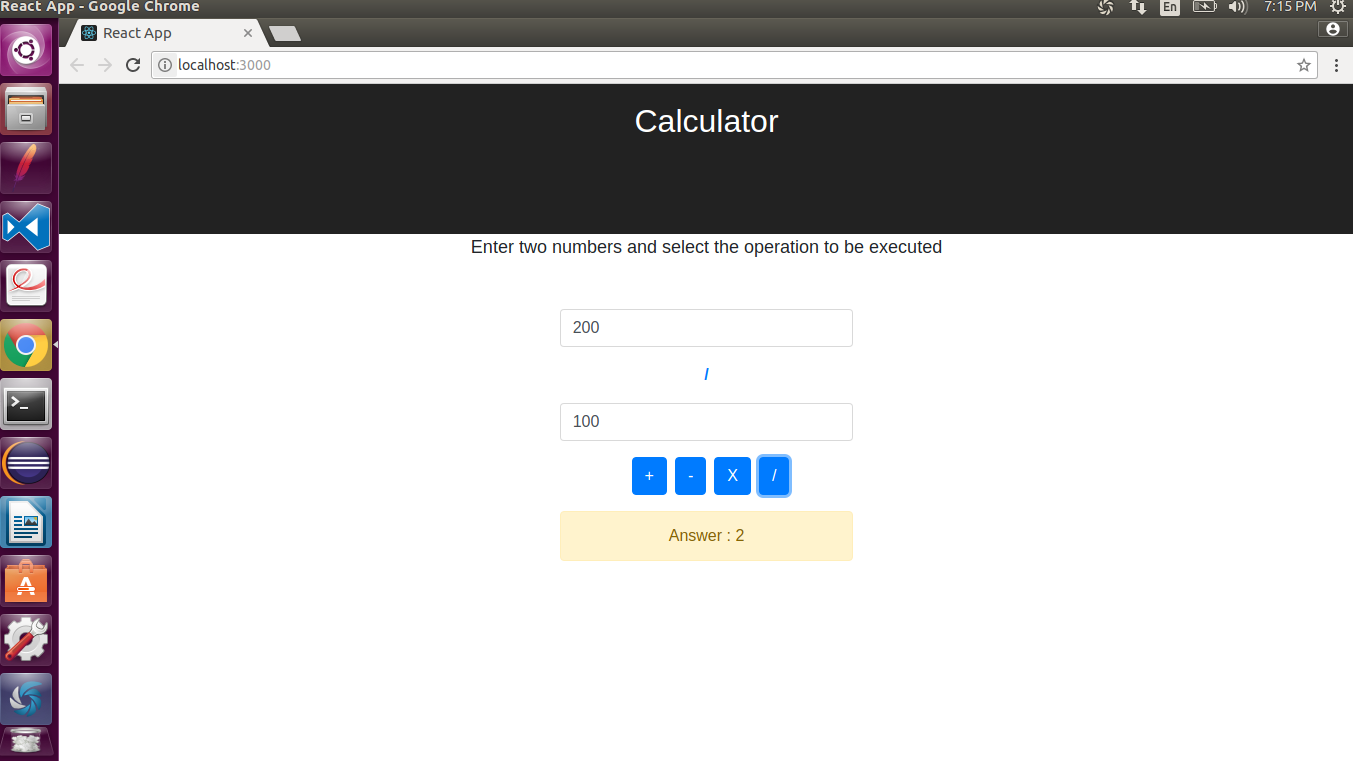 React App - Google Chrome
En
7:15 PM
React App
localhost:3000
Calculator
Enter two numbers and select the operation to be executed
200
/
100
+ - X /
Answer : 2